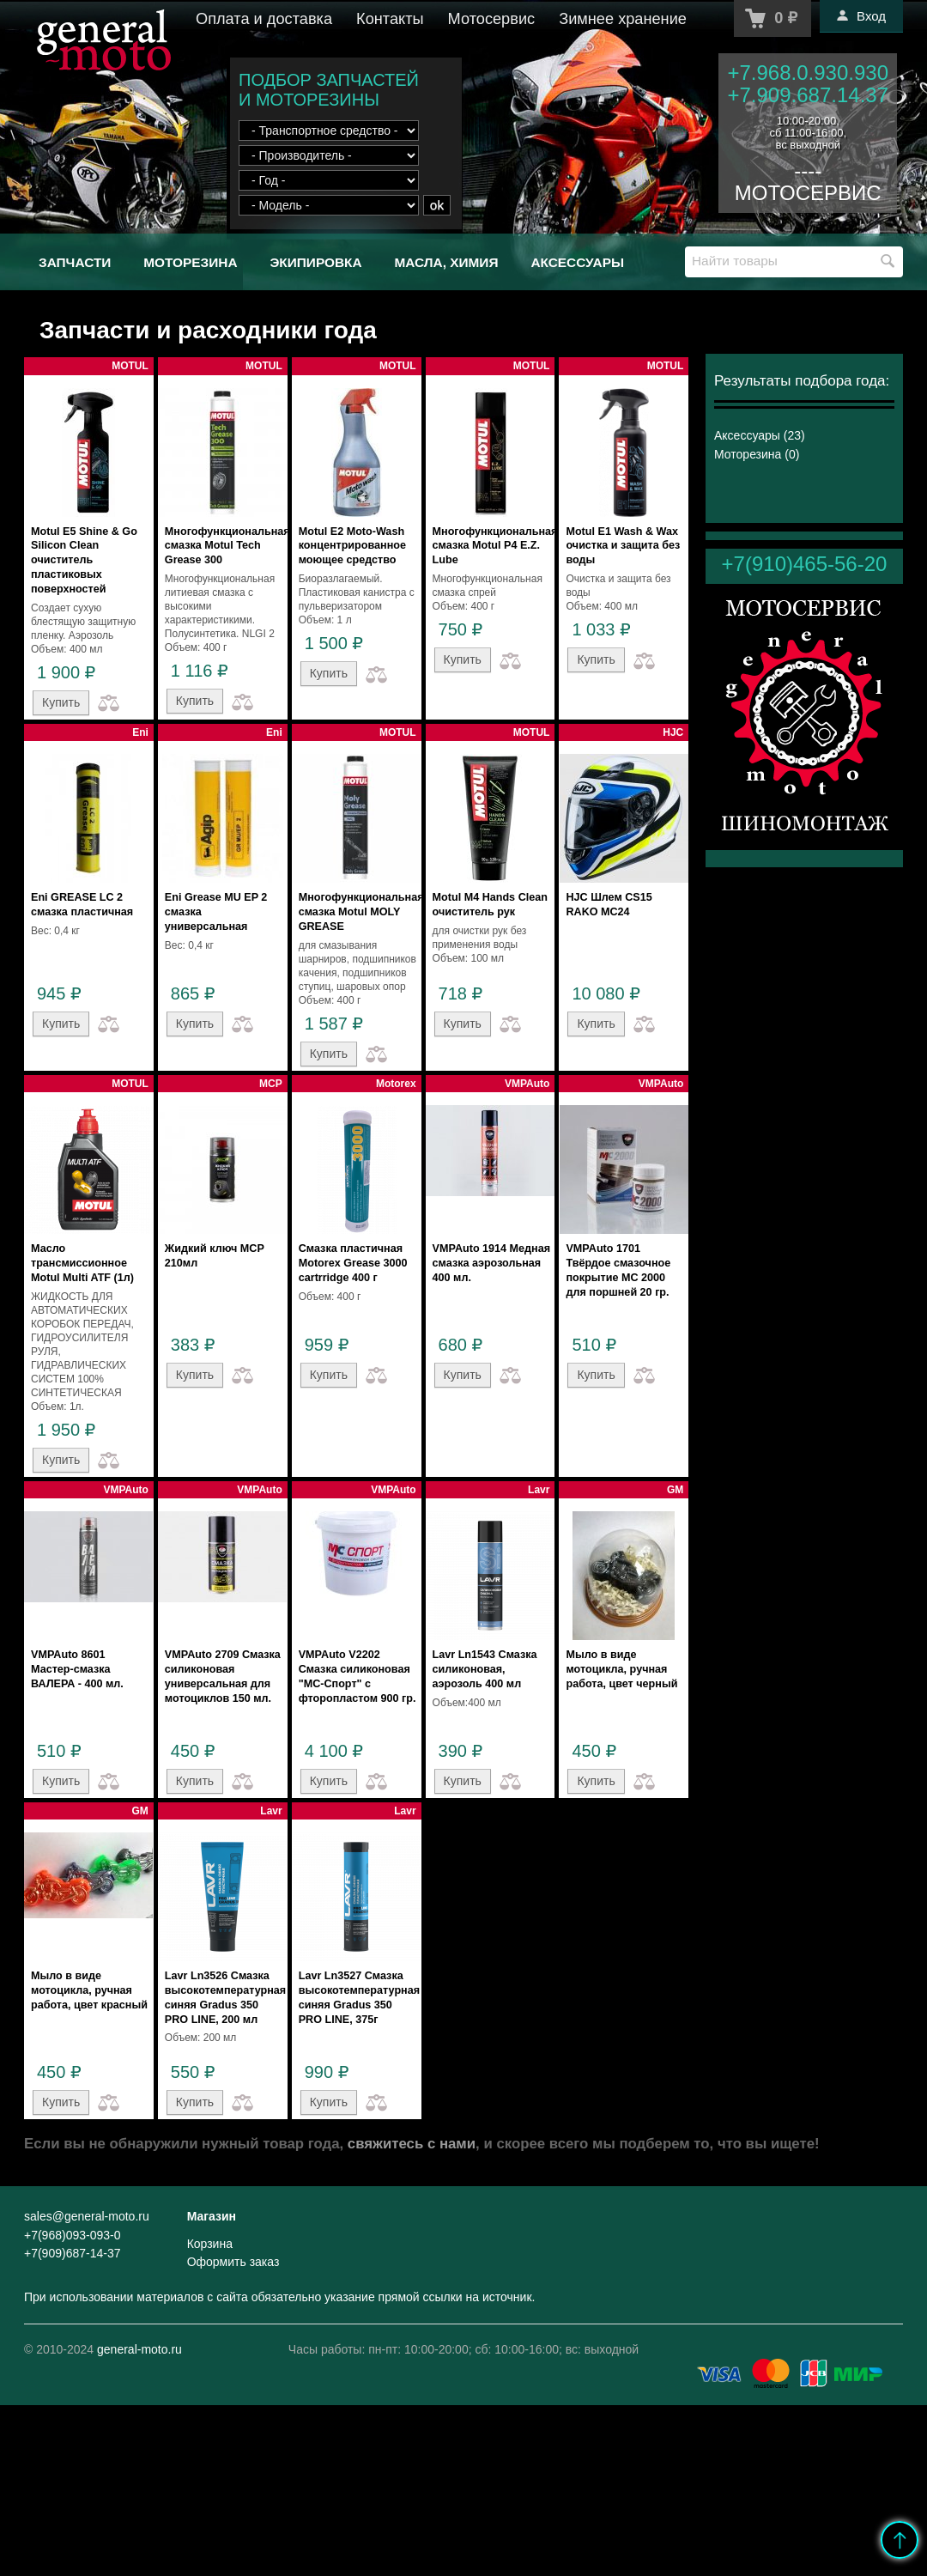 general
-moto
Оплата и доставка
Контакты
Мотосервис
Зимнее хранение
0 ₽
Вход
ПОДБОР ЗАПЧАСТЕЙ
И МОТОРЕЗИНЫ
- Транспортное средство -
- Производитель -
- Год -
- Модель -
ok
+7.968.0.930.930
+7.909.687.14.37
10:00-20:00,
сб 11:00-16:00,
вс выходной
----
МОТОСЕРВИС
ЗАПЧАСТИ
МОТОРЕЗИНА
ЭКИПИРОВКА
МАСЛА, ХИМИЯ
АКСЕССУАРЫ
Найти товары
Запчасти и расходники года
MOTUL
Motul E5 Shine & Go
Silicon Clean
очиститель
пластиковых
поверхностей
Создает сухую
блестящую защитную
пленку. Аэрозоль
Объем: 400 мл
1 900 ₽
Купить
MOTUL
Многофункциональная
смазка Motul Tech
Grease 300
Многофункциональная
литиевая смазка с
высокими
характеристикими.
Полусинтетика. NLGI 2
Объем: 400 г
1 116 ₽
Купить
MOTUL
Motul E2 Moto-Wash
концентрированное
моющее средство
Биоразлагаемый.
Пластиковая канистра с
пульверизатором
Объем: 1 л
1 500 ₽
Купить
MOTUL
Многофункциональная
смазка Motul P4 E.Z.
Lube
Многофункциональная
смазка спрей
Объем: 400 г
750 ₽
Купить
MOTUL
Motul E1 Wash & Wax
очистка и защита без
воды
Очистка и защита без
воды
Объем: 400 мл
1 033 ₽
Купить
Результаты подбора года:
Аксессуары (23)
Моторезина (0)
+7(910)465-56-20
МОТОСЕРВИС
general
moto
ШИНОМОНТАЖ
Eni
Eni GREASE LC 2
смазка пластичная
Вес: 0,4 кг
945 ₽
Купить
Eni
Eni Grease MU EP 2
смазка
универсальная
Вес: 0,4 кг
865 ₽
Купить
MOTUL
Многофункциональная
смазка Motul MOLY
GREASE
для смазывания
шарниров, подшипников
качения, подшипников
ступиц, шаровых опор
Объем: 400 г
1 587 ₽
Купить
MOTUL
Motul M4 Hands Clean
очиститель рук
для очистки рук без
применения воды
Объем: 100 мл
718 ₽
Купить
HJC
HJC Шлем CS15
RAKO MC24
10 080 ₽
Купить
MOTUL
Масло
трансмиссионное
Motul Multi ATF (1л)
ЖИДКОСТЬ ДЛЯ
АВТОМАТИЧЕСКИХ
КОРОБОК ПЕРЕДАЧ,
ГИДРОУСИЛИТЕЛЯ
РУЛЯ,
ГИДРАВЛИЧЕСКИХ
СИСТЕМ 100%
СИНТЕТИЧЕСКАЯ
Объем: 1л.
1 950 ₽
Купить
MCP
Жидкий ключ MCP
210мл
383 ₽
Купить
Motorex
Смазка пластичная
Motorex Grease 3000
cartrridge 400 г
Объем: 400 г
959 ₽
Купить
VMPAuto
VMPAuto 1914 Медная
смазка аэрозольная
400 мл.
680 ₽
Купить
VMPAuto
VMPAuto 1701
Твёрдое смазочное
покрытие МС 2000
для поршней 20 гр.
510 ₽
Купить
VMPAuto
VMPAuto 8601
Мастер-смазка
ВАЛЕРА - 400 мл.
510 ₽
Купить
VMPAuto
VMPAuto 2709 Смазка
силиконовая
универсальная для
мотоциклов 150 мл.
450 ₽
Купить
VMPAuto
VMPAuto V2202
Смазка силиконовая
"МС-Спорт" с
фторопластом 900 гр.
4 100 ₽
Купить
Lavr
Lavr Ln1543 Смазка
силиконовая,
аэрозоль 400 мл
Объем:400 мл
390 ₽
Купить
GM
Мыло в виде
мотоцикла, ручная
работа, цвет черный
450 ₽
Купить
GM
Мыло в виде
мотоцикла, ручная
работа, цвет красный
450 ₽
Купить
Lavr
Lavr Ln3526 Смазка
высокотемпературная
синяя Gradus 350
PRO LINE, 200 мл
Объем: 200 мл
550 ₽
Купить
Lavr
Lavr Ln3527 Смазка
высокотемпературная
синяя Gradus 350
PRO LINE, 375г
990 ₽
Купить
Если вы не обнаружили нужный товар года, свяжитесь с нами, и скорее всего мы подберем то, что вы ищете!
sales@general-moto.ru
+7(968)093-093-0
+7(909)687-14-37
Магазин
Корзина
Оформить заказ
При использовании материалов с сайта обязательно указание прямой ссылки на источник.
© 2010-2024 general-moto.ru
Часы работы: пн-пт: 10:00-20:00; сб: 10:00-16:00; вс: выходной
VISA
mastercard
JCB
МИР